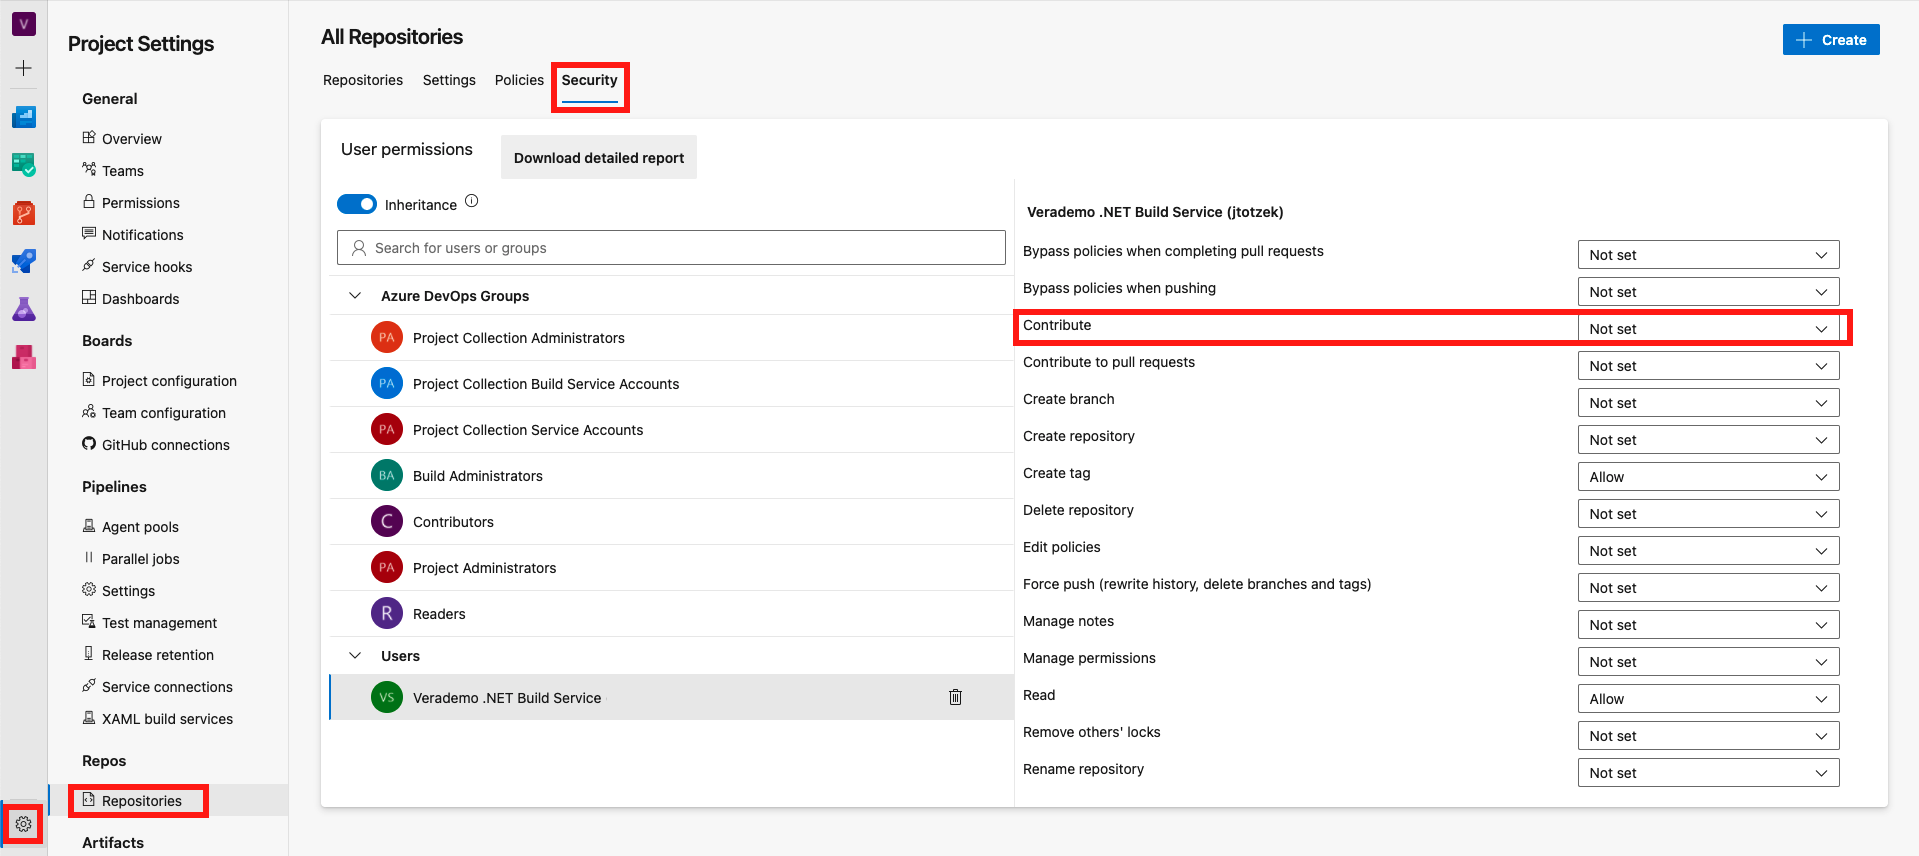 V
Project Settings
General
Overview
Teams
Permissions
Notifications
Service hooks
Dashboards
Boards
Project configuration
Team configuration
GitHub connections
Pipelines
Agent pools
Parallel jobs
Settings
Test management
Release retention
Service connections
XAML build services
Repos
Repositories
Artifacts
All Repositories
Create
Repositories Settings Policies Security
User permissions
Download detailed report
Inheritance
Search for users or groups
Azure DevOps Groups
PA Project Collection Administrators
PA Project Collection Build Service Accounts
PA Project Collection Service Accounts
BA Build Administrators
C Contributors
PA Project Administrators
R Readers
Users
VS Verademo .NET Build Service
Verademo .NET Build Service (jtotzek)
Bypass policies when completing pull requests Not set
Bypass policies when pushing Not set
Contribute Not set
Contribute to pull requests Not set
Create branch Not set
Create repository Not set
Create tag Allow
Delete repository Not set
Edit policies Not set
Force push (rewrite history, delete branches and tags) Not set
Manage notes Not set
Manage permissions Not set
Read Allow
Remove others' locks Not set
Rename repository Not set